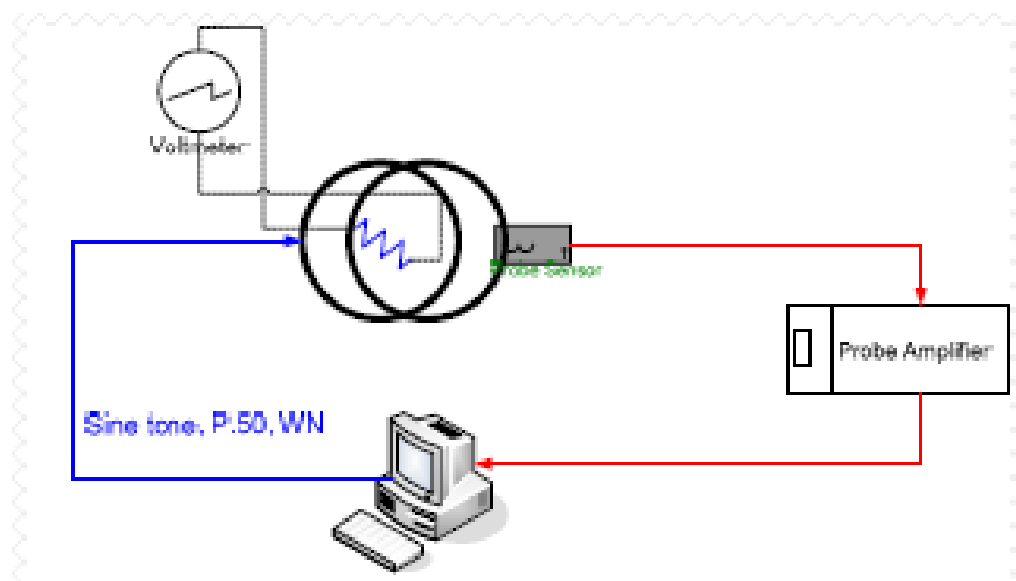 Voltmeter
Probe Sensor
Probe Amplifier
Sine tone, P.50, WN